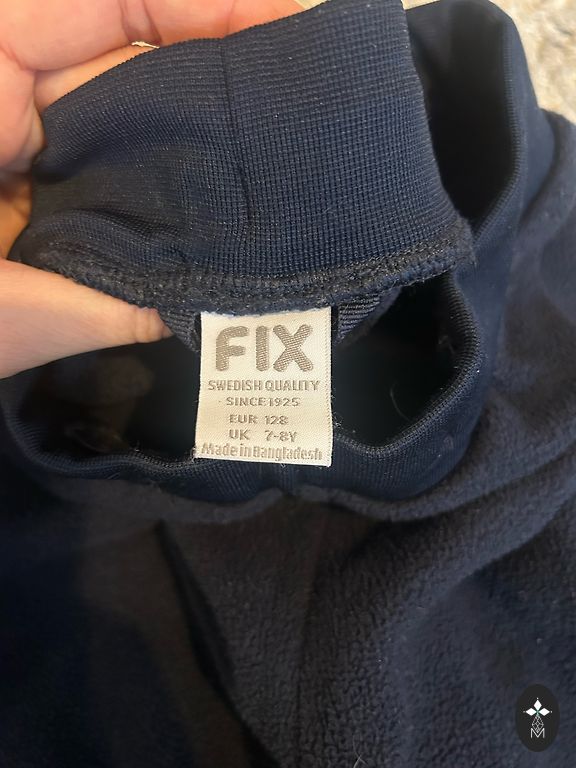 FIX
SWEDISH QUALITY
SINCE 1925
EUR 128
UK 7-8Y
Made in Bangladesh
M